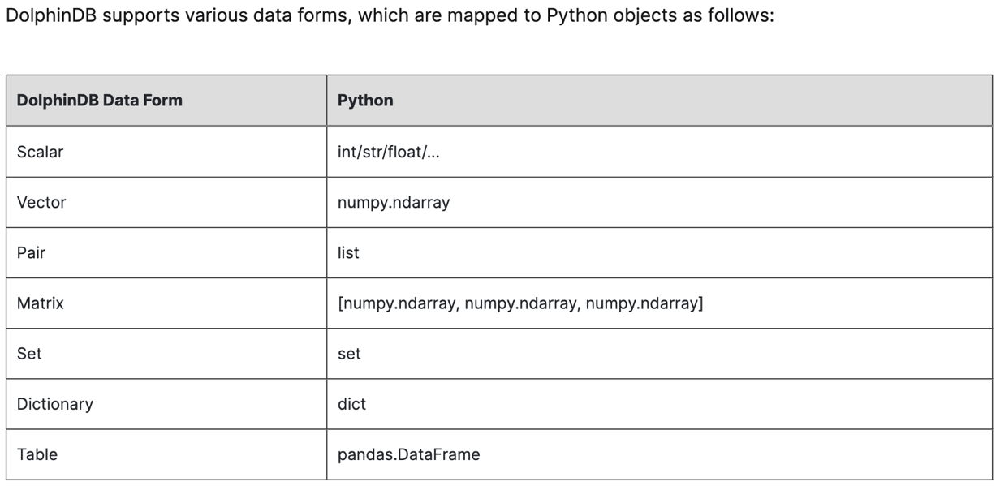 DolphinDB supports various data forms, which are mapped to Python objects as follows:
DolphinDB Data Form Python
Scalar int/str/float/...
Vector numpy.ndarray
Pair list
Matrix [numpy.ndarray, numpy.ndarray, numpy.ndarray]
Set set
Dictionary dict
Table pandas.DataFrame